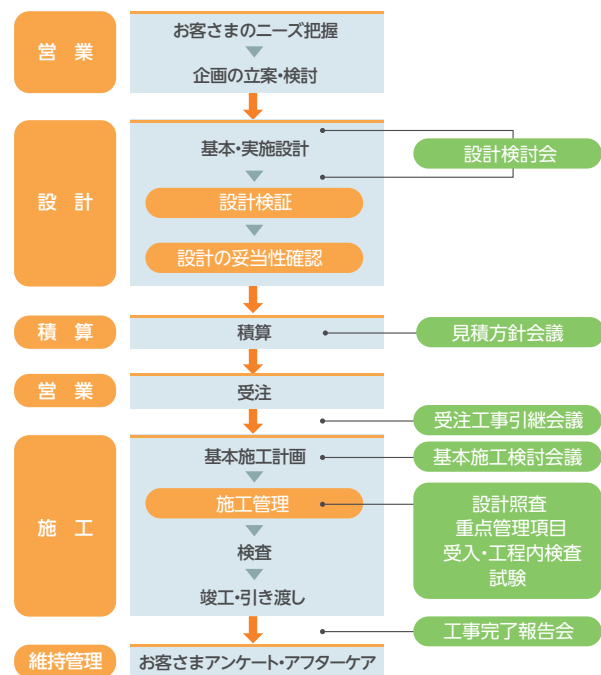 営業
お客さまのニーズ把握
企画の立案・検討
設計
基本・実施設計
設計検討会
設計検証
設計の妥当性確認
積算
積算
見積方針会議
営業
受注
受注工事引継会議
施工
基本施工計画
基本施工検討会議
施工管理
設計照査
重点管理項目
受入・工程内検査
試験
検査
竣工・引き渡し
工事完了報告会
維持管理
お客さまアンケート・アフターケア